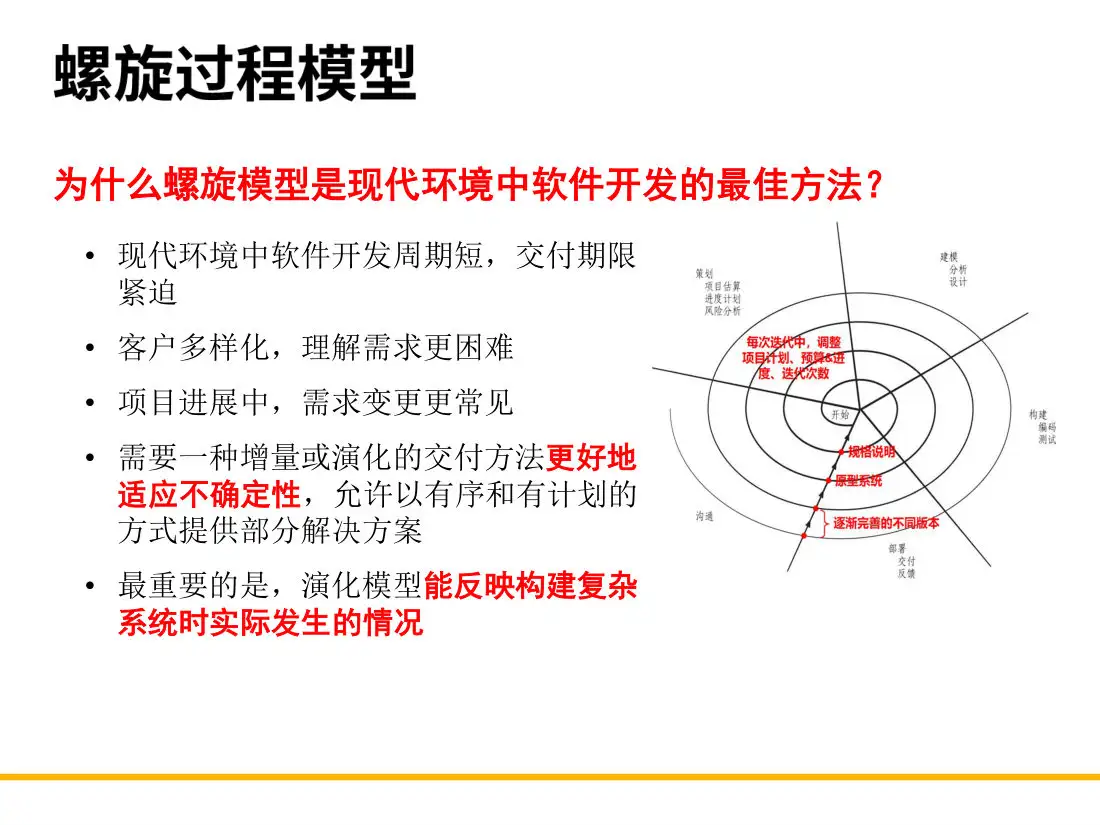 螺旋过程模型
为什么螺旋模型是现代环境中软件开发的最佳方法？
• 现代环境中软件开发周期短，交付期限
紧迫
• 客户多样化，理解需求更困难
• 项目进展中，需求变更更常见
• 需要一种增量或演化的交付方法更好地
适应不确定性，允许以有序和有计划的
方式提供部分解决方案
• 最重要的是，演化模型能反映构建复杂
系统时实际发生的情况
策划
项目估算
进度计划
风险分析
建模
分析
设计
每次迭代中，调整
项目计划、预算&进
度、迭代次数
开始
构建
编码
测试
规格说明
原型系统
沟通
逐渐完善的不同版本
部署
交付
反馈